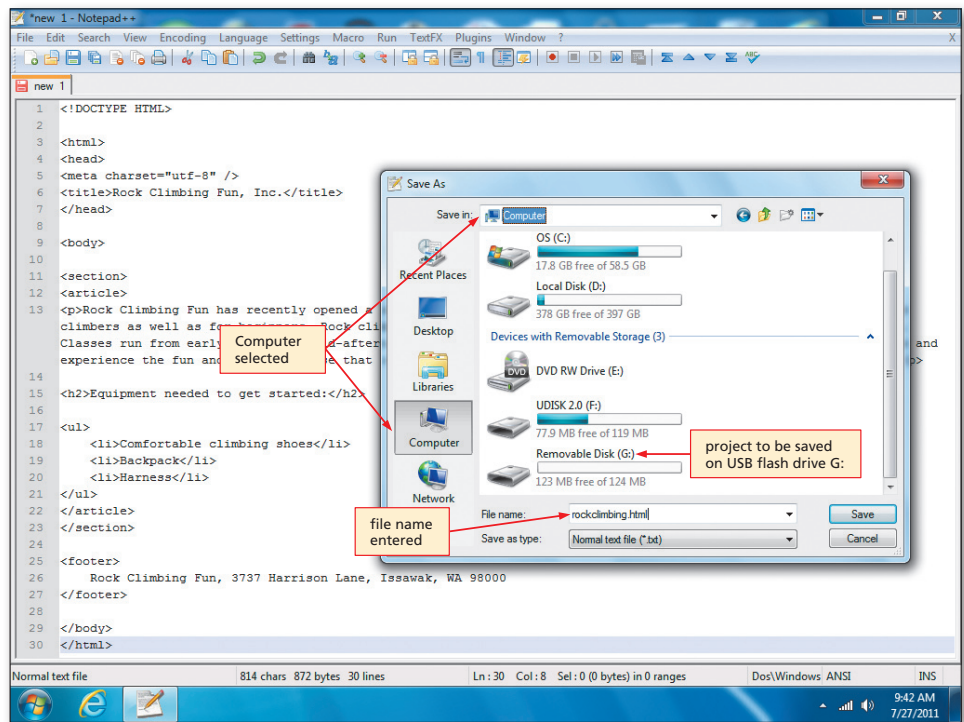 *new 1 - Notepad++
File Edit Search View Encoding Language Settings Macro Run TextFX Plugins Window ? X
new 1
1 <!DOCTYPE HTML>
2
3 <html>
4 <head>
5 <meta charset="utf-8" />
6 <title>Rock Climbing Fun, Inc.</title>
7 </head>
8
9 <body>
10
11 <section>
12 <article>
13 <p>Rock Climbing Fun has recently opened a
climbers as well as for beginners. Rock cli
Classes run from early d-after and
experience the fun and se that p>
14
15 <h2>Equipment needed to get started:</h2>
16
17 <ul>
18 <li>Comfortable climbing shoes</li>
19 <li>Backpack</li>
20 <li>Harness</li>
21 </ul>
22 </article>
23 </section>
24
25 <footer>
26 Rock Climbing Fun, 3737 Harrison Lane, Issawak, WA 98000
27 </footer>
28
29 </body>
30 </html>
Save As
Save in: Computer
Recent Places
Desktop
Libraries
Computer
Network
OS (C:)
17.8 GB free of 58.5 GB
Local Disk (D:)
378 GB free of 397 GB
Devices with Removable Storage (3)
DVD
DVD RW Drive (E:)
UDISK 2.0 (F:)
77.9 MB free of 119 MB
Removable Disk (G:)
123 MB free of 124 MB
File name: rockclimbing.html Save
Save as type: Normal text file (*.txt) Cancel
Computer
selected
project to be saved
on USB flash drive G:
file name
entered
Normal text file 814 chars 872 bytes 30 lines Ln : 30 Col : 8 Sel : 0 (0 bytes) in 0 ranges Dos\Windows ANSI INS
9:42 AM
7/27/2011